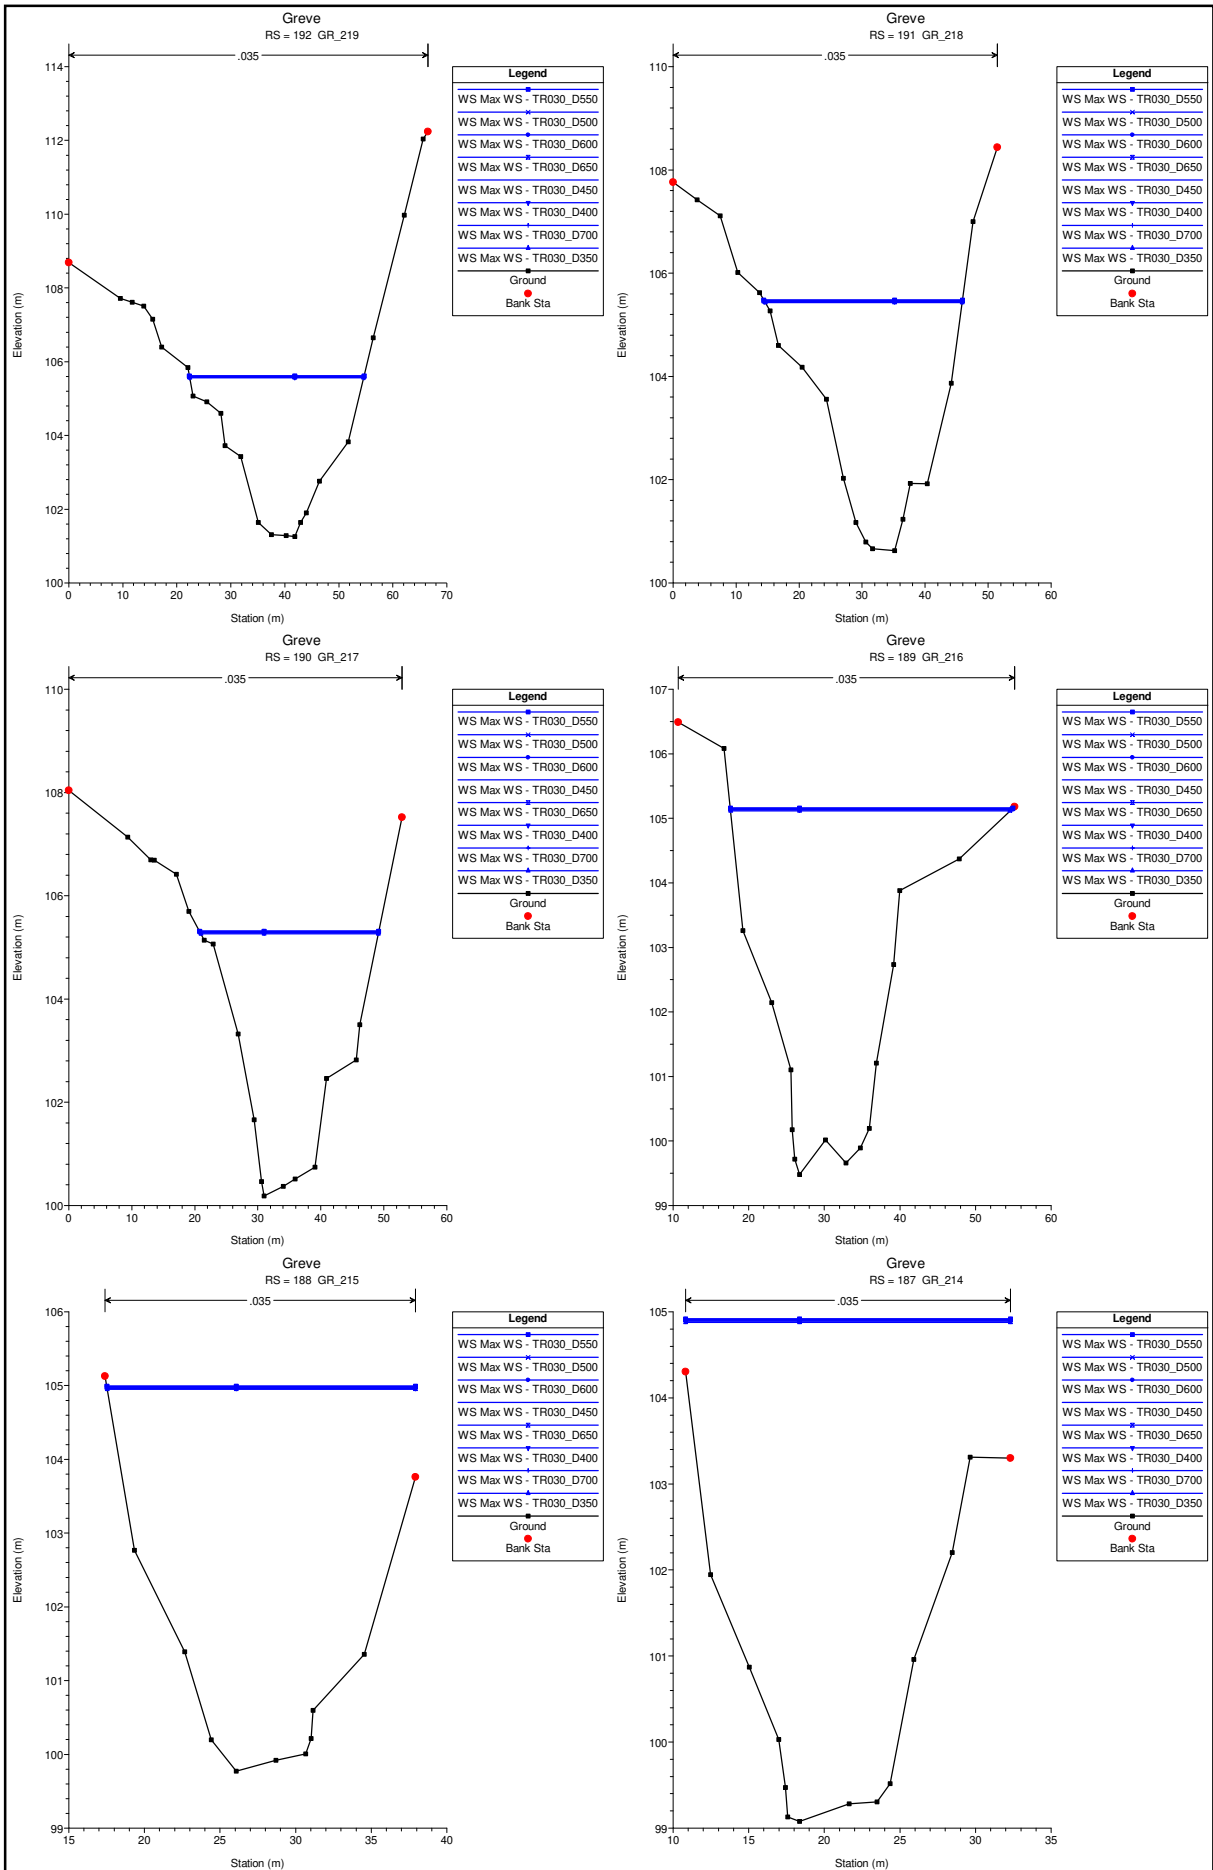 Greve
RS = 192 GR_219
.035
114
112
110
108
106
104
102
100
Elevation (m)
0 10 20 30 40 50 60 70
Station (m)
Legend
WS Max WS - TR030_D550
WS Max WS - TR030_D500
WS Max WS - TR030_D600
WS Max WS - TR030_D650
WS Max WS - TR030_D450
WS Max WS - TR030_D400
WS Max WS - TR030_D700
WS Max WS - TR030_D350
Ground
Bank Sta
Greve
RS = 191 GR_218
.035
110
108
106
104
102
100
Elevation (m)
0 10 20 30 40 50 60
Station (m)
Legend
WS Max WS - TR030_D550
WS Max WS - TR030_D500
WS Max WS - TR030_D600
WS Max WS - TR030_D650
WS Max WS - TR030_D450
WS Max WS - TR030_D400
WS Max WS - TR030_D700
WS Max WS - TR030_D350
Ground
Bank Sta
Greve
RS = 190 GR_217
.035
110
108
106
104
102
100
Elevation (m)
0 10 20 30 40 50 60
Station (m)
Legend
WS Max WS - TR030_D550
WS Max WS - TR030_D500
WS Max WS - TR030_D600
WS Max WS - TR030_D450
WS Max WS - TR030_D650
WS Max WS - TR030_D400
WS Max WS - TR030_D700
WS Max WS - TR030_D350
Ground
Bank Sta
Greve
RS = 189 GR_216
.035
107
106
105
104
103
102
101
100
99
Elevation (m)
10 20 30 40 50 60
Station (m)
Legend
WS Max WS - TR030_D550
WS Max WS - TR030_D500
WS Max WS - TR030_D600
WS Max WS - TR030_D450
WS Max WS - TR030_D650
WS Max WS - TR030_D400
WS Max WS - TR030_D700
WS Max WS - TR030_D350
Ground
Bank Sta
Greve
RS = 188 GR_215
.035
106
105
104
103
102
101
100
99
Elevation (m)
15 20 25 30 35 40
Station (m)
Legend
WS Max WS - TR030_D550
WS Max WS - TR030_D500
WS Max WS - TR030_D600
WS Max WS - TR030_D450
WS Max WS - TR030_D650
WS Max WS - TR030_D400
WS Max WS - TR030_D700
WS Max WS - TR030_D350
Ground
Bank Sta
Greve
RS = 187 GR_214
.035
105
104
103
102
101
100
99
Elevation (m)
10 15 20 25 30 35
Station (m)
Legend
WS Max WS - TR030_D550
WS Max WS - TR030_D500
WS Max WS - TR030_D600
WS Max WS - TR030_D450
WS Max WS - TR030_D650
WS Max WS - TR030_D400
WS Max WS - TR030_D700
WS Max WS - TR030_D350
Ground
Bank Sta